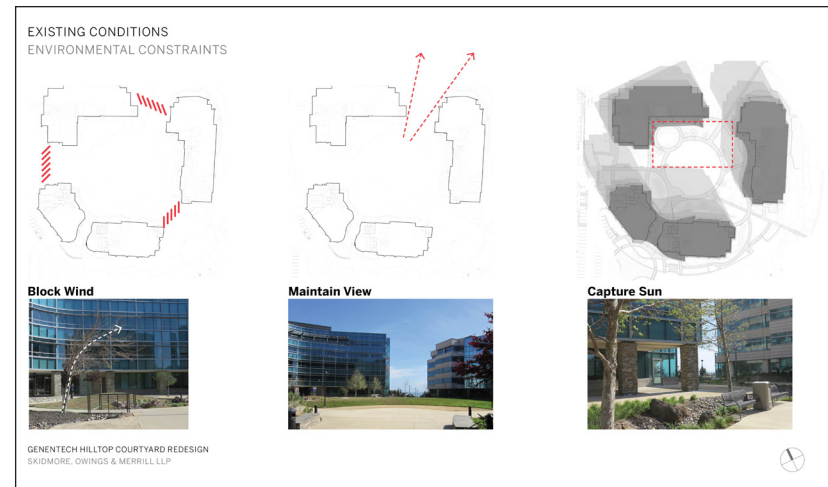 EXISTING CONDITIONS
ENVIRONMENTAL CONSTRAINTS
Block Wind
Maintain View
Capture Sun
GENENTECH HILLTOP COURTYARD REDESIGN
SKIDMORE, OWINGS & MERRILL LLP